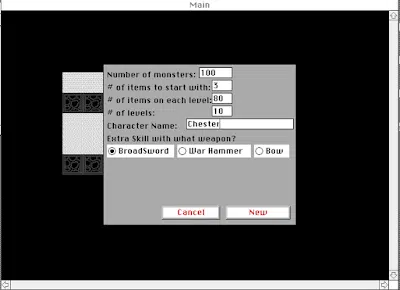 Main
Number of monsters: 100
# of items to start with: 3
# of items on each level: 80
# of levels: 10
Character Name: Chester
Extra Skill with what weapon?
BroadSword War Hammer Bow
Cancel New